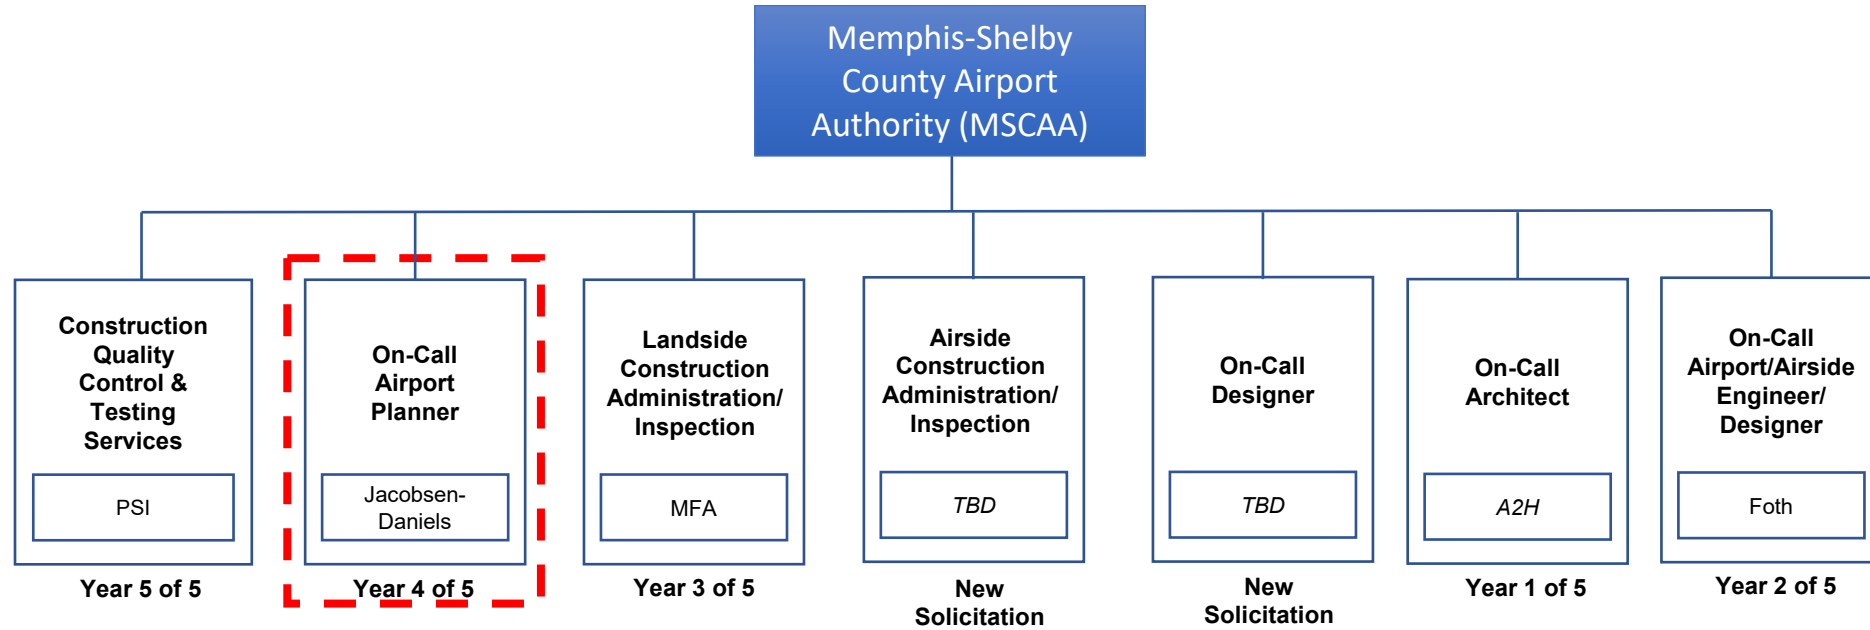 Memphis-Shelby
County Airport
Authority (MSCAA)
Construction
Quality
Control &
Testing
Services
PSI
Year 5 of 5
On-Call
Airport
Planner
Jacobsen-
Daniels
Year 4 of 5
Landside
Construction
Administration/
Inspection
MFA
Year 3 of 5
Airside
Construction
Administration/
Inspection
TBD
New
Solicitation
On-Call
Designer
TBD
New
Solicitation
On-Call
Architect
A2H
Year 1 of 5
On-Call
Airport/Airside
Engineer/
Designer
Foth
Year 2 of 5